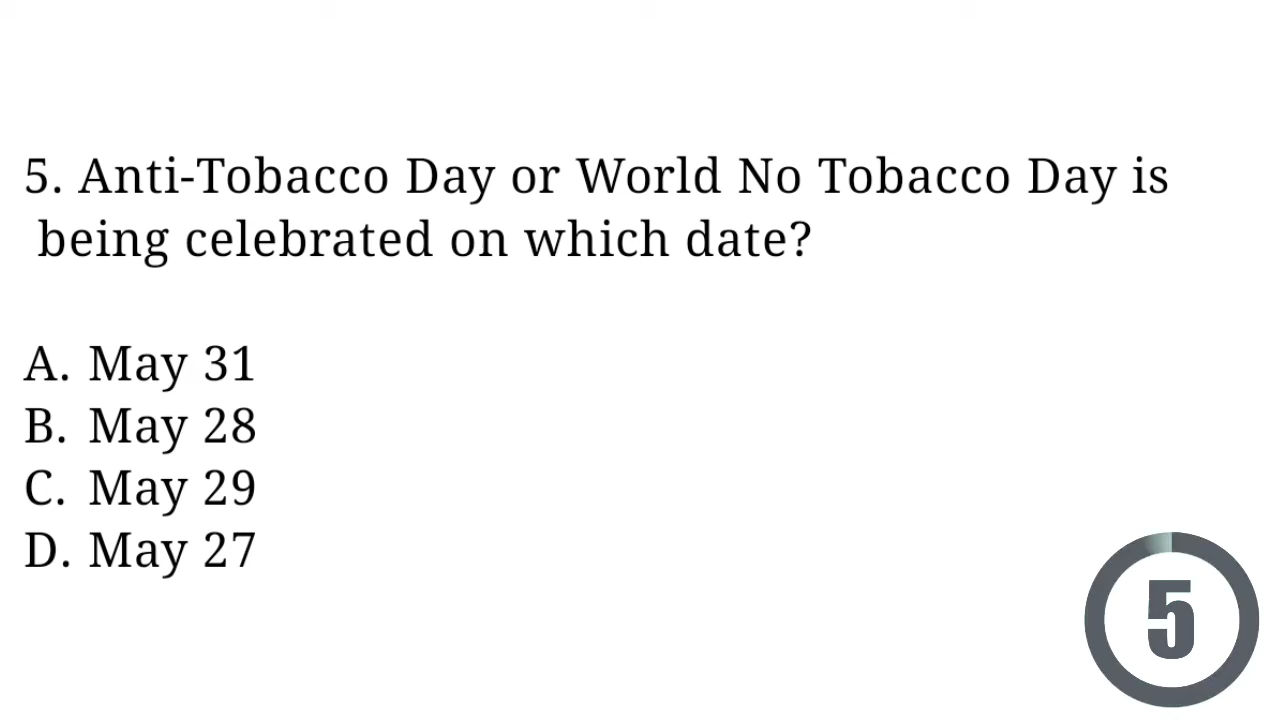 5. Anti-Tobacco Day or World No Tobacco Day is
being celebrated on which date?
A. May 31
B. May 28
C. May 29
D. May 27
5